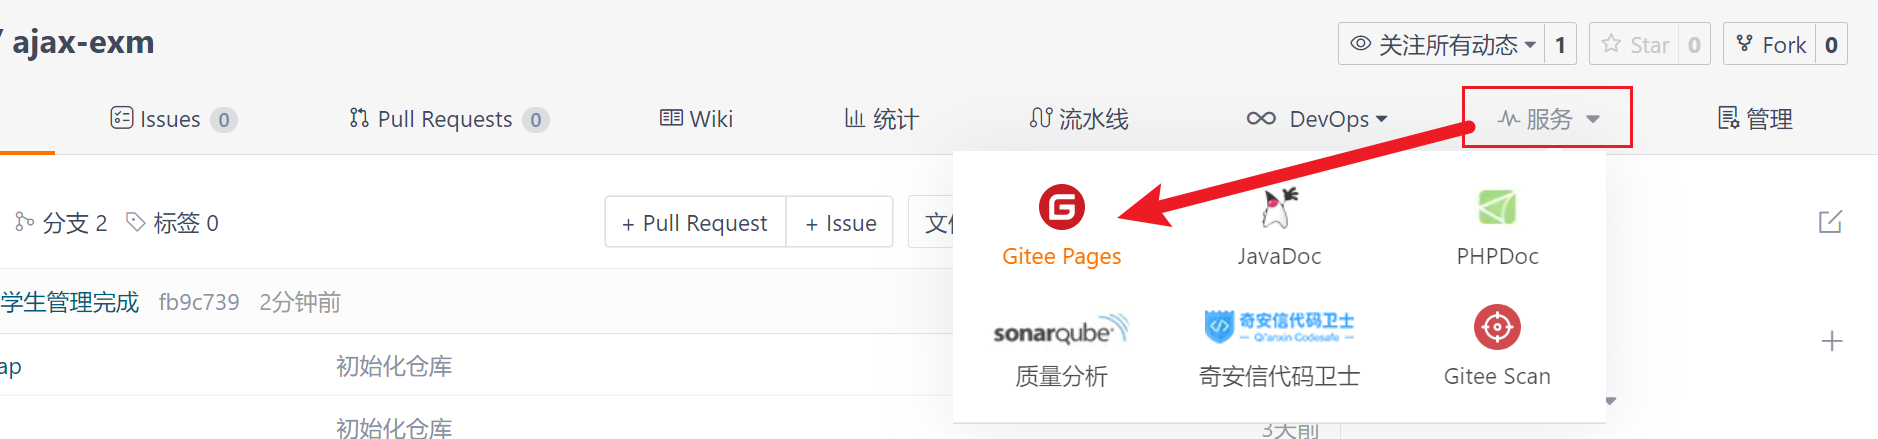 / ajax-exm
关注所有动态 1
Star 0
Fork 0
Issues 0
Pull Requests 0
Wiki
统计
流水线
DevOps
服务
管理
分支 2
标签 0
+ Pull Request
+ Issue
文
Gitee Pages
JavaDoc
PHPDoc
学生管理完成 fb9c739 2分钟前
sonarqube
奇安信代码卫士
Qi'anxin Codesafe
质量分析
奇安信代码卫士
Gitee Scan
ap 初始化仓库
初始化仓库
3天前